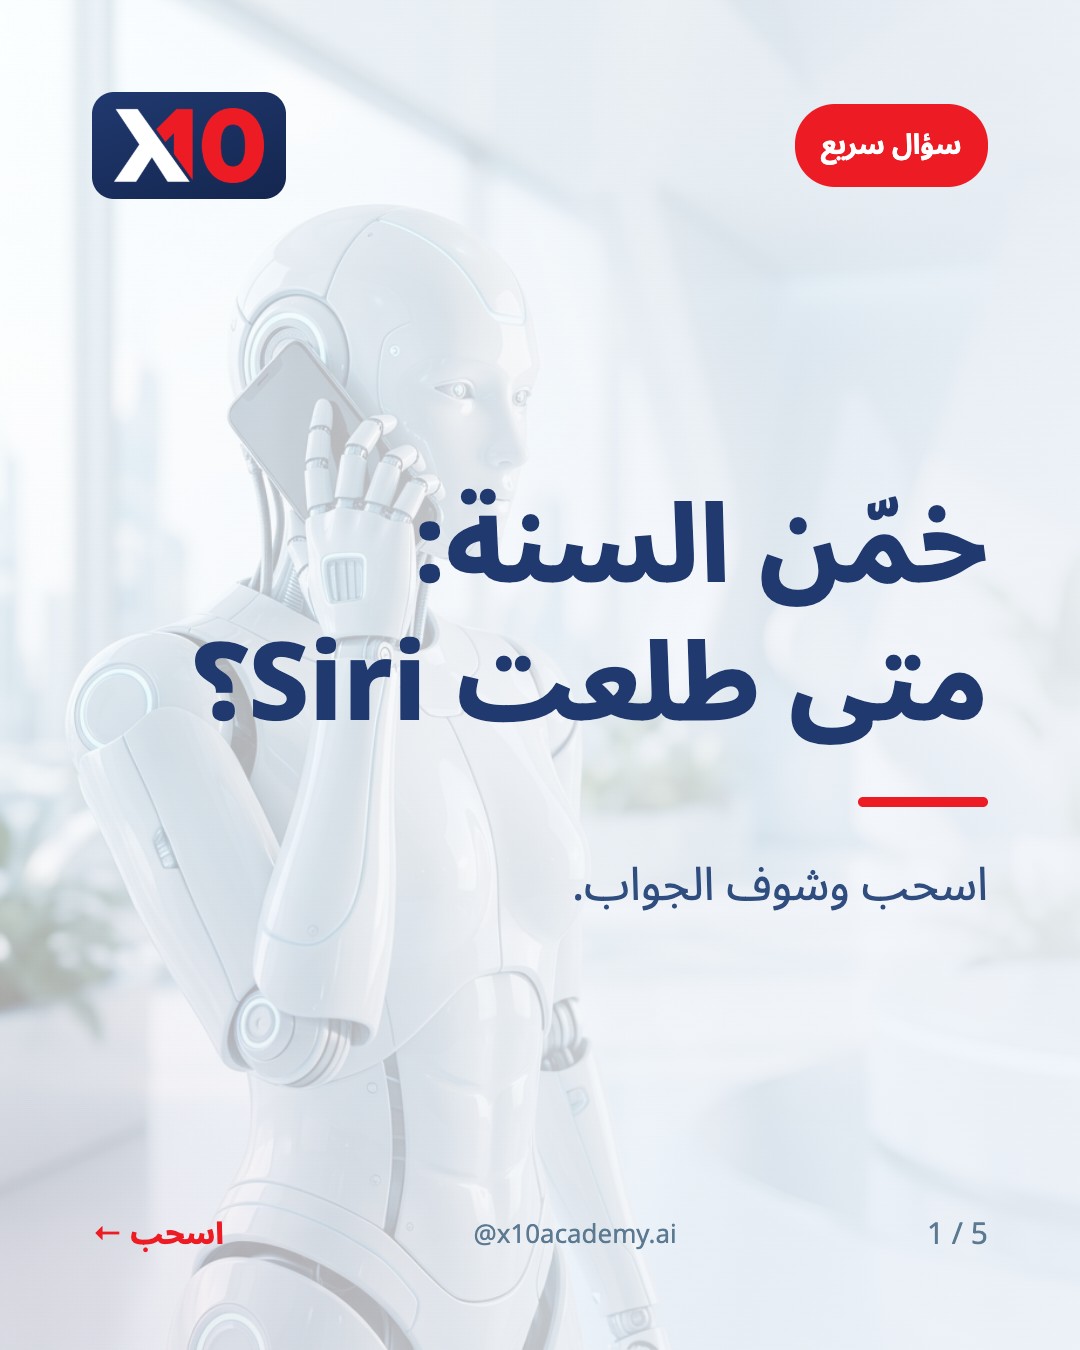 X10
سؤال سريع
خمّن السنة:
متى طلعت Siri؟
اسحب وشوف الجواب.
1 / 5
@x10academy.ai
اسحب ←